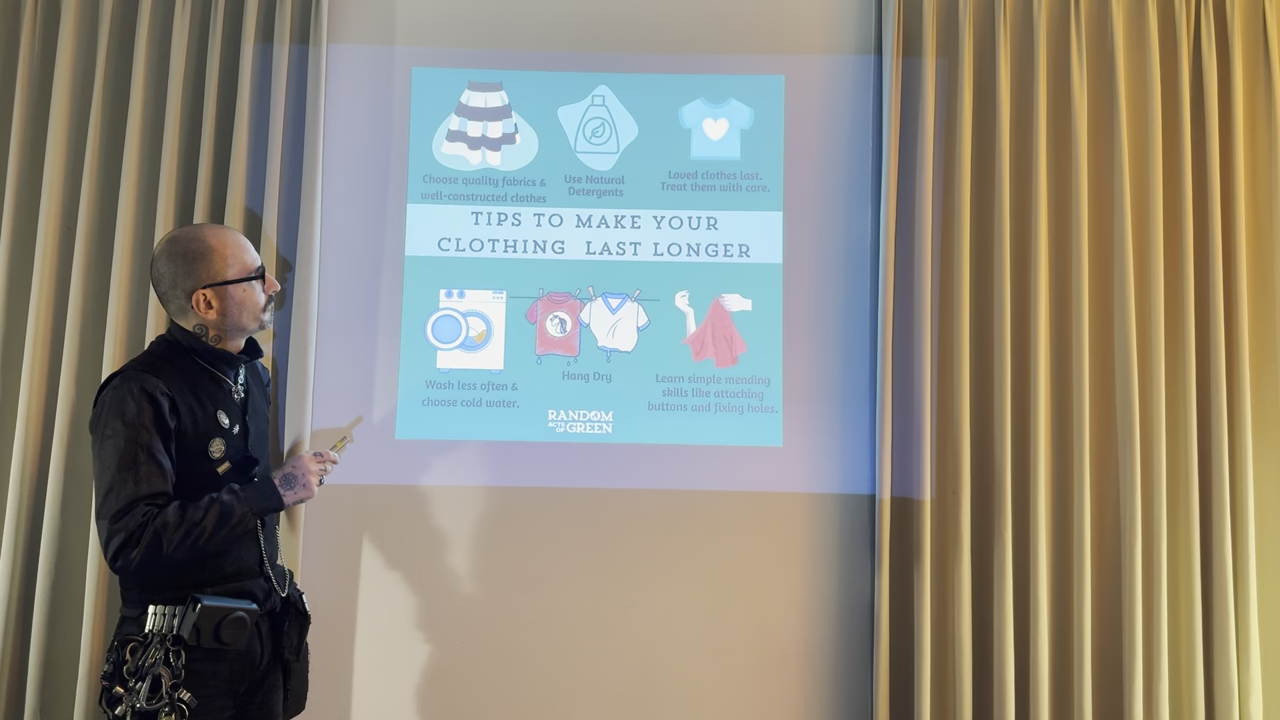 Choose quality fabrics &
well-constructed clothes
Use Natural
Detergents
Loved clothes last.
Treat them with care.
TIPS TO MAKE YOUR
CLOTHING LAST LONGER
Wash less often &
choose cold water.
Hang Dry
Learn simple mending
skills like attaching
buttons and fixing holes.
RANDOM
ACTS OF GREEN